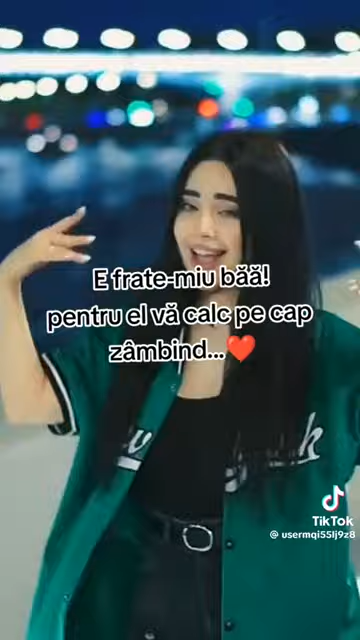 E frate-miu băă!
pentru el vă calc pe cap
zâmbind...❤️
TikTok
@ usermqi55lj9z8